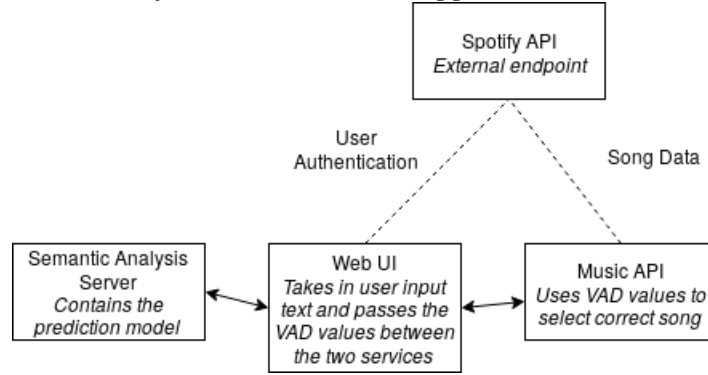 Spotify API
External endpoint
User
Authentication
Song Data
Semantic Analysis
Server
Contains the
prediction model
Web UI
Takes in user input
text and passes the
VAD values between
the two services
Music API
Uses VAD values to
select correct song